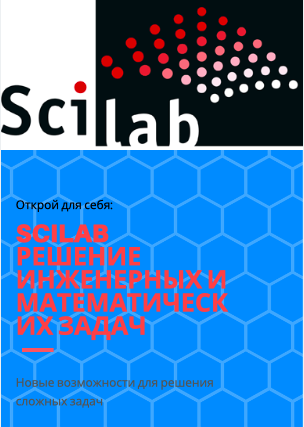 Scilab
Открой для себя:
SCILAB
РЕШЕНИЕ
ИНЖЕНЕРНЫХ И
МАТЕМАТИЧЕСК
ИХ ЗАДАЧ
Новые возможности для решения
сложных задач